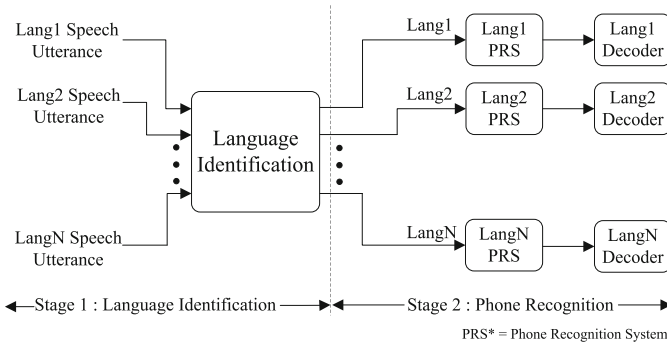 Lang1 Speech
Utterance
Lang2 Speech
Utterance
LangN Speech
Utterance
Language
Identification
Lang1
Lang1
PRS
Lang1
Decoder
Lang2
Lang2
PRS
Lang2
Decoder
LangN
LangN
PRS
LangN
Decoder
Stage 1 : Language Identification
Stage 2 : Phone Recognition
PRS* = Phone Recognition System